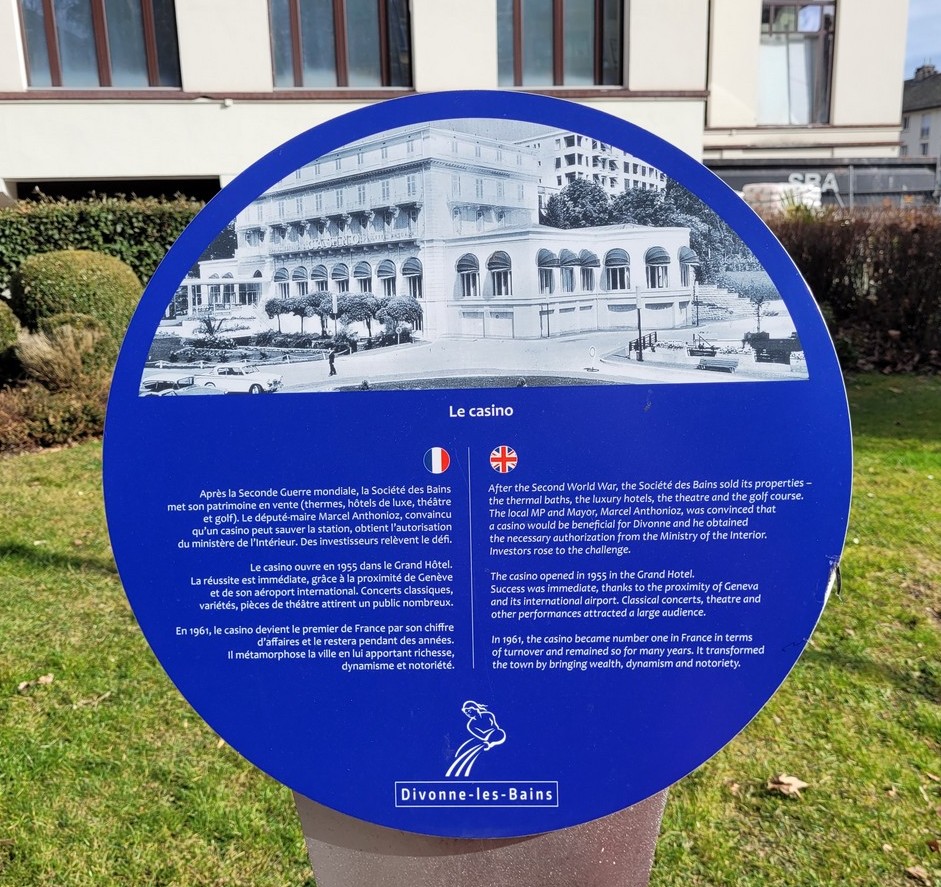 SRA
Le casino
Après la Seconde Guerre mondiale, la Société des Bains
met son patrimoine en vente (thermes, hôtels de luxe, théâtre
et golf). Le député-maire Marcel Anthonioz, convaincu
qu'un casino peut sauver la station, obtient l'autorisation
du ministère de l'Intérieur. Des investisseurs relèvent le défi.
Le casino ouvre en 1955 dans le Grand Hôtel.
La réussite est immédiate, grâce à la proximité de Genève
et de son aéroport international. Concerts classiques,
variétés, pièces de théâtre attirent un public nombreux.
En 1961, le casino devient le premier de France par son chiffre
d'affaires et le restera pendant des années.
Il métamorphose la ville en lui apportant richesse,
dynamisme et notoriété.
After the Second World War, the Société des Bains sold its properties –
the thermal baths, the luxury hotels, the theatre and the golf course.
The local MP and Mayor, Marcel Anthonioz, was convinced that
a casino would be beneficial for Divonne and he obtained
the necessary authorization from the Ministry of the Interior.
Investors rose to the challenge.
The casino opened in 1955 in the Grand Hotel.
Success was immediate, thanks to the proximity of Geneva
and its international airport. Classical concerts, theatre and
other performances attracted a large audience.
In 1961, the casino became number one in France in terms
of turnover and remained so for many years. It transformed
the town by bringing wealth, dynamism and notoriety.
Divonne-les-Bains